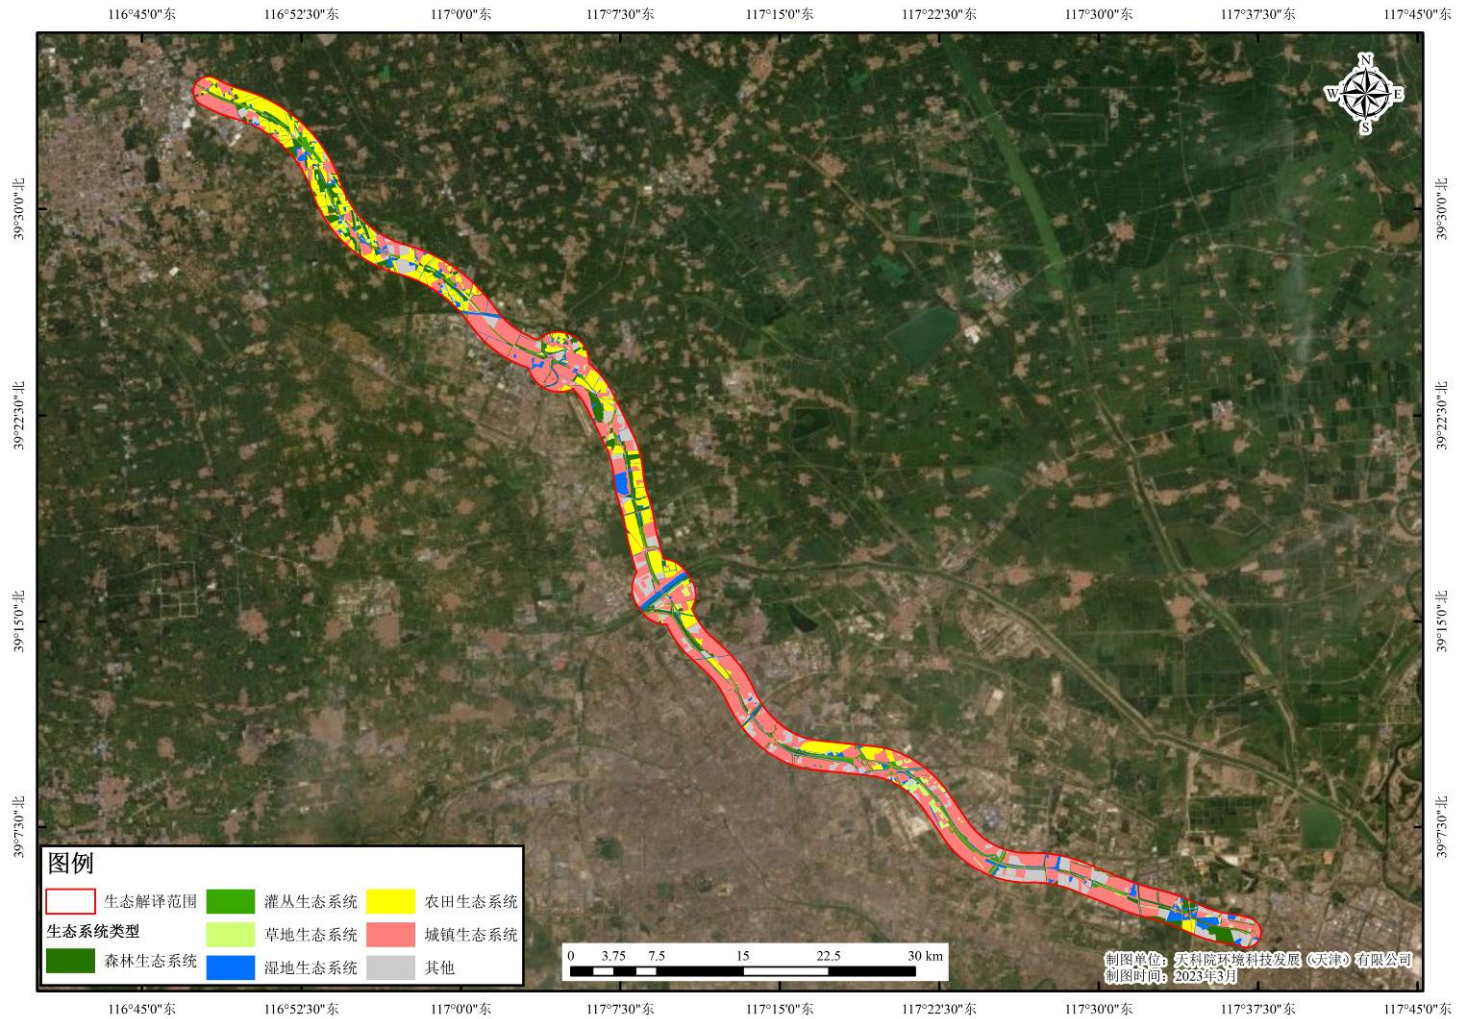 116°45'0"东 116°52'30"东 117°0'0"东 117°7'30"东 117°15'0"东 117°22'30"东 117°30'0"东 117°37'30"东 117°45'0"东
N
W E
S
39°30'0"北 39°30'0"北
39°22'30"北 39°22'30"北
39°15'0"北 39°15'0"北
39°7'30"北 39°7'30"北
图例
生态解译范围 灌丛生态系统 农田生态系统
生态系统类型 草地生态系统 城镇生态系统
森林生态系统 湿地生态系统 其他
0 3.75 7.5 15 22.5 30 km
制图单位：天科院环境科技发展（天津）有限公司
制图时间：2023年3月
116°45'0"东 116°52'30"东 117°0'0"东 117°7'30"东 117°15'0"东 117°22'30"东 117°30'0"东 117°37'30"东 117°45'0"东